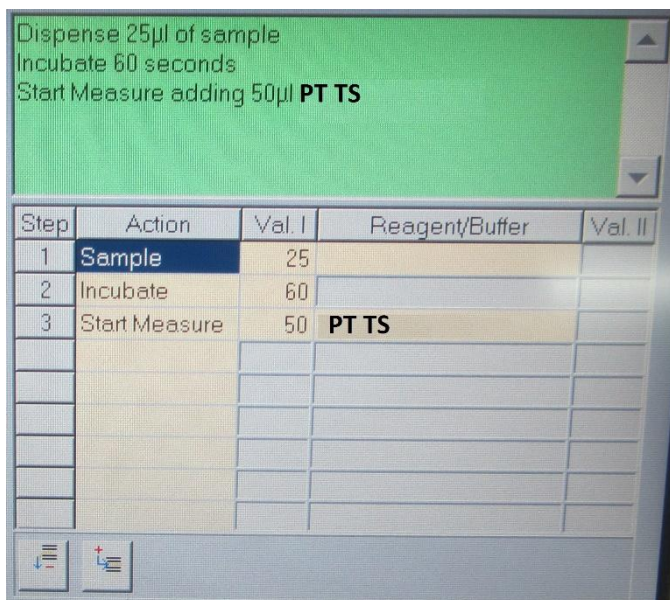 Dispense 25µl of sample
Incubate 60 seconds
Start Measure adding 50µl PT TS
Step Action Val. I Reagent/Buffer Val. II
1 Sample 25
2 Incubate 60
3 Start Measure 50 PT TS